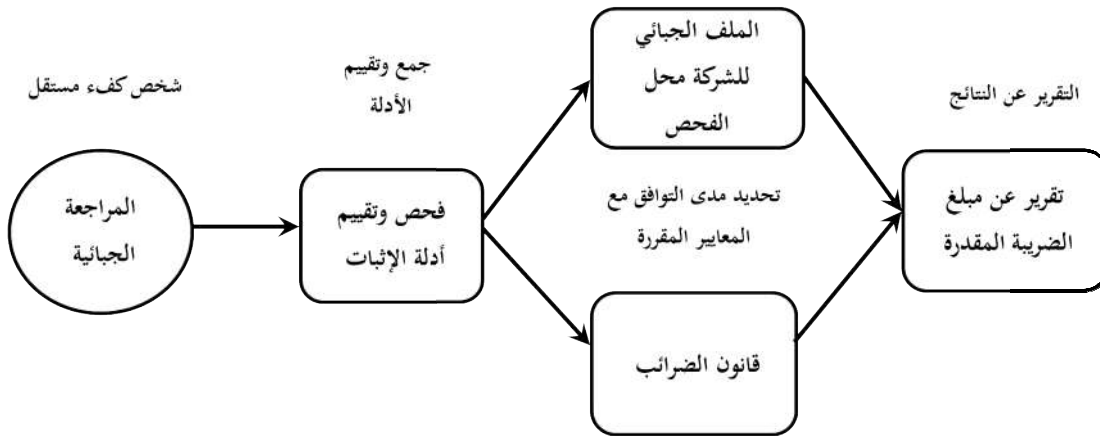 شخص كفء مستقل
المراجعة
الجبائية
جمع وتقييم
الأدلة
فحص وتقييم
أدلة الإثبات
الملف الجبائي
للشركة محل
الفحص
تحديد مدى التوافق مع
المعايير المقررة
قانون الضرائب
التقرير عن النتائج
تقرير عن مبلغ
الضريبة المقدرة